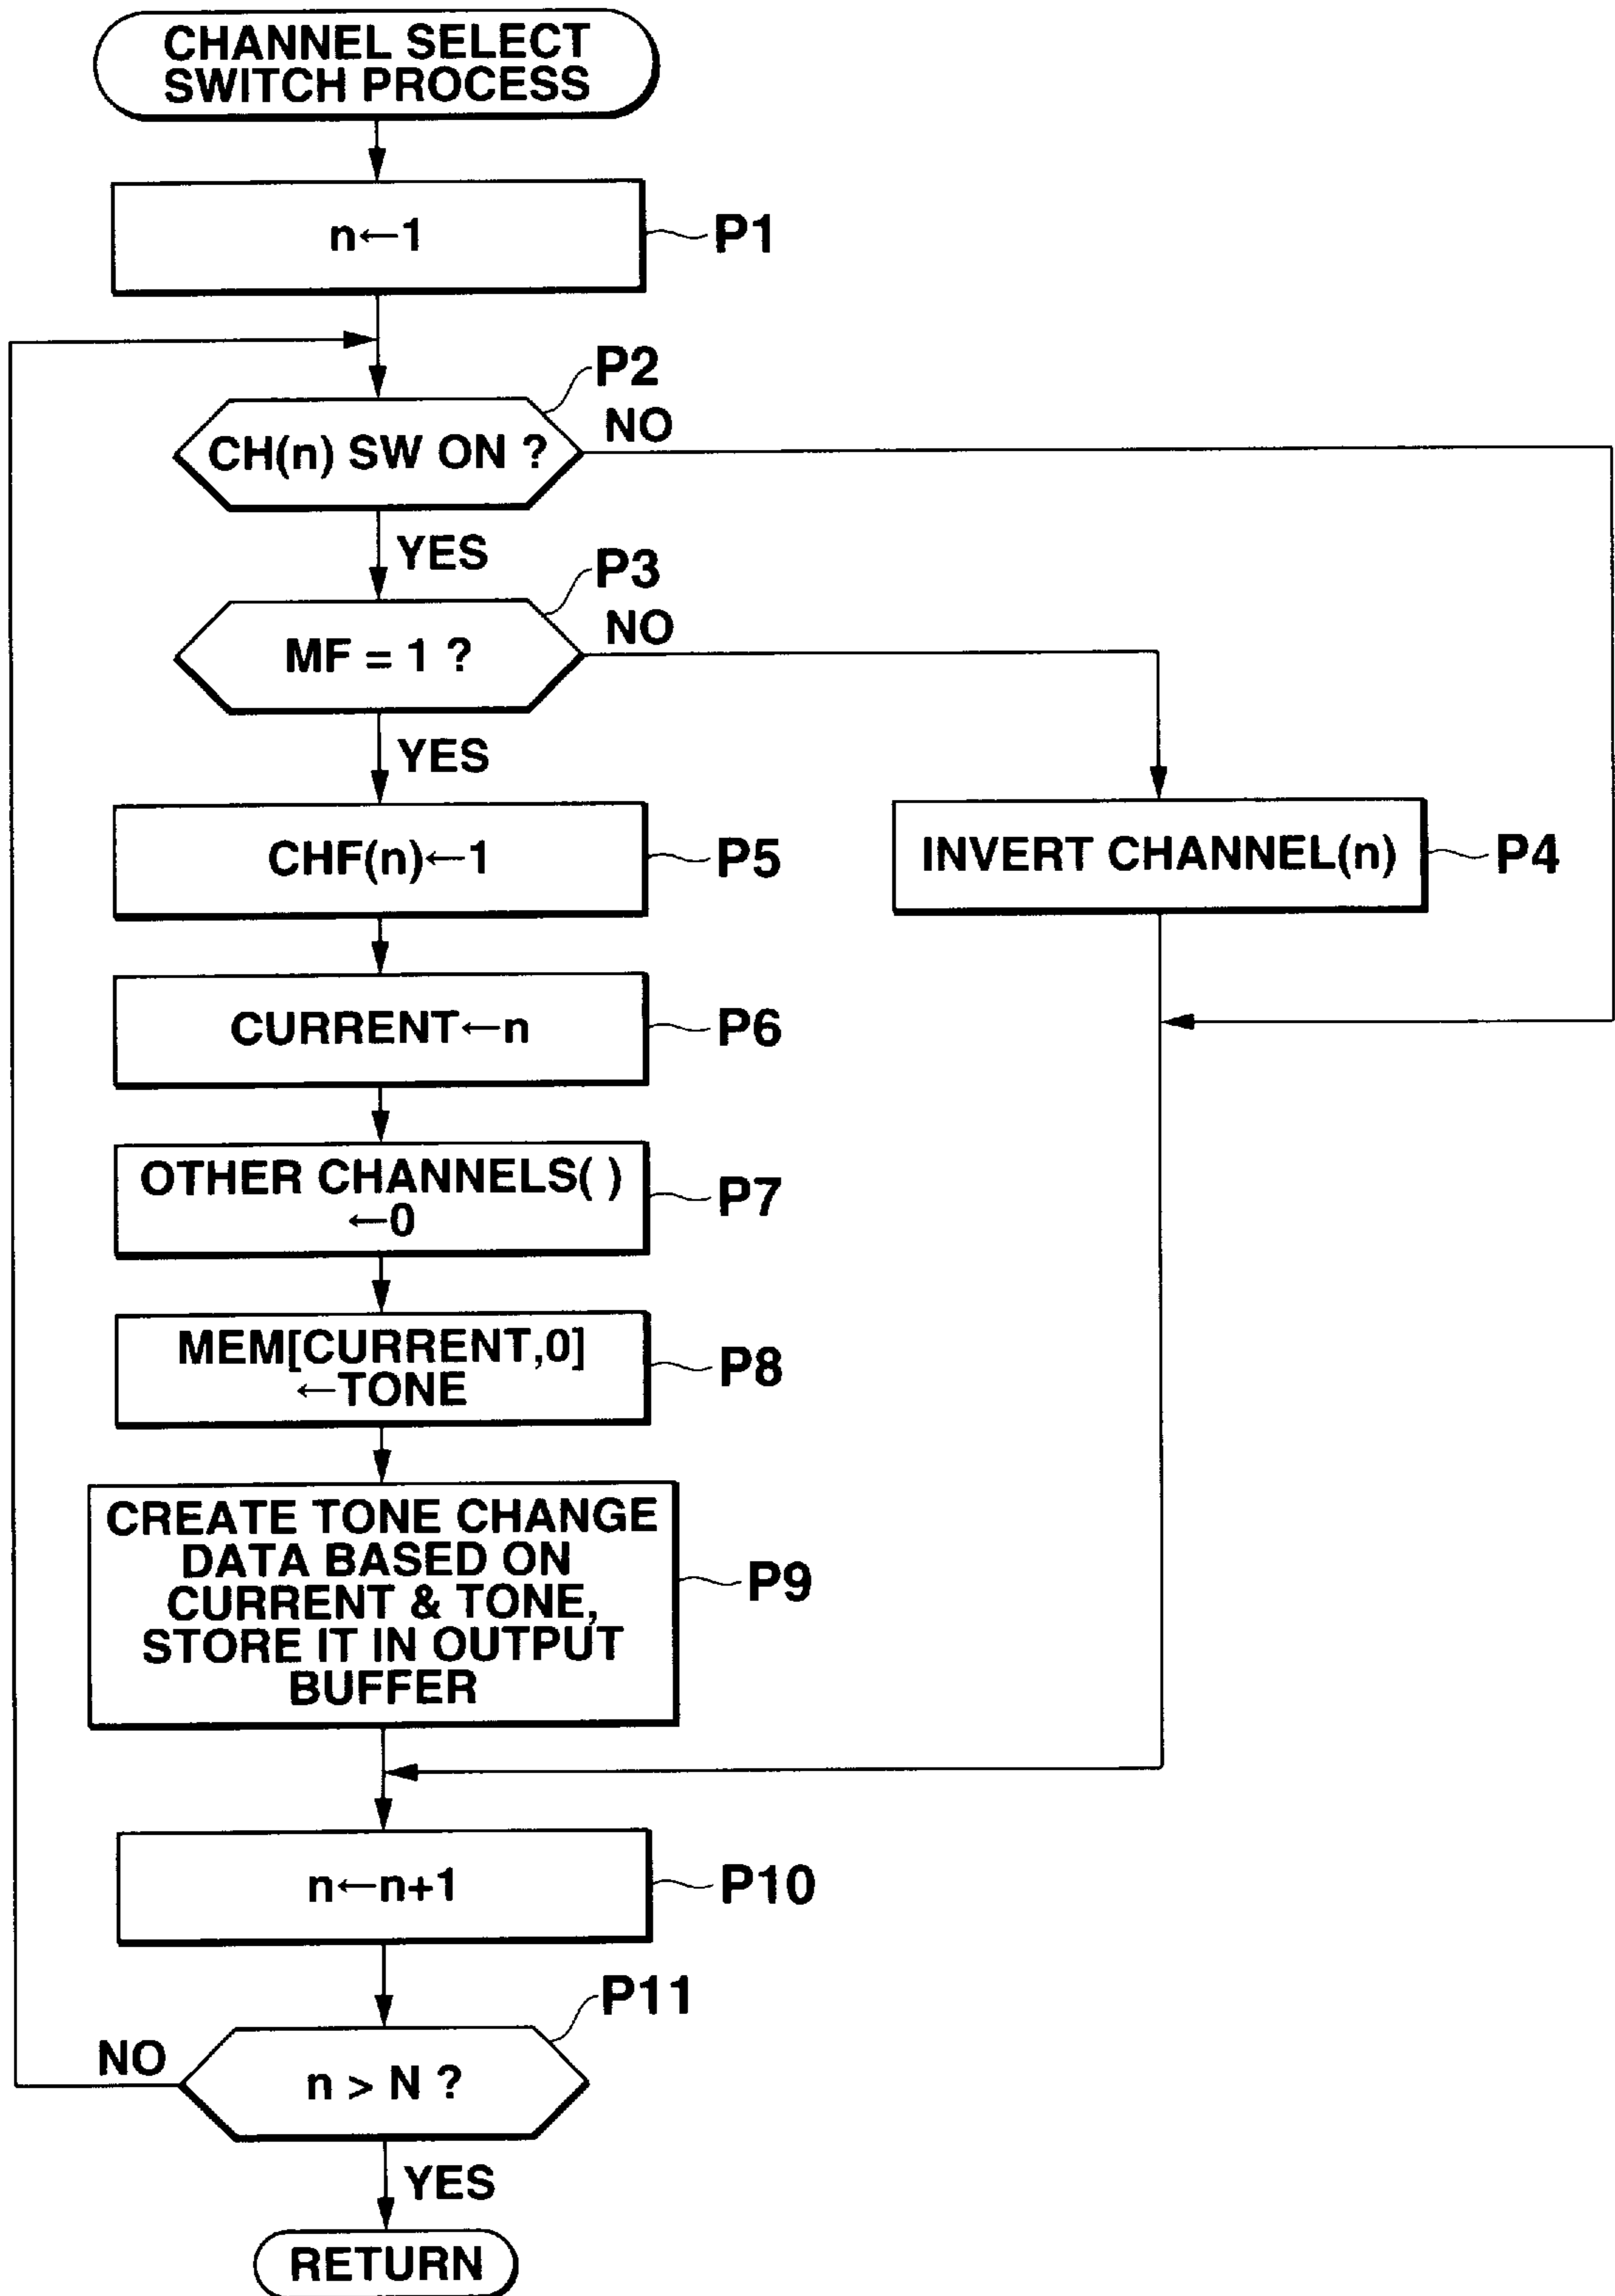 CHANNEL SELECT
SWITCH PROCESS
n←1
P1
P2
CH(n) SW ON ?
NO
YES
P3
MF = 1 ?
NO
YES
CHF(n)←1
P5
INVERT CHANNEL(n)
P4
CURRENT←n
P6
OTHER CHANNELS( )
←0
P7
MEM[CURRENT,0]
←TONE
P8
CREATE TONE CHANGE
DATA BASED ON
CURRENT & TONE,
STORE IT IN OUTPUT
BUFFER
P9
n←n+1
P10
P11
NO
n > N ?
YES
RETURN